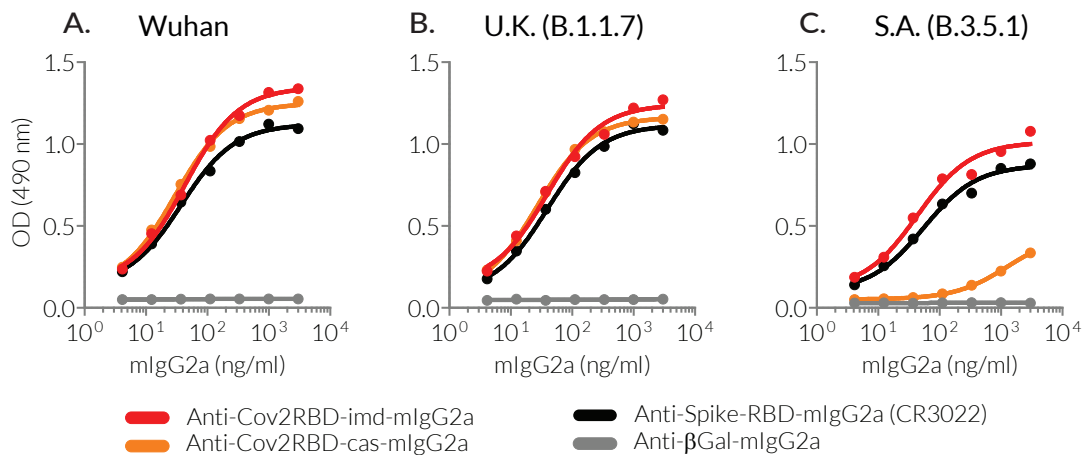 A. Wuhan
B. U.K. (B.1.1.7)
C. S.A. (B.3.5.1)
OD (490 nm)
1.5
1.0
0.5
0.0
10⁰ 10¹ 10² 10³ 10⁴
mIgG2a (ng/ml)
1.5
1.0
0.5
0.0
10⁰ 10¹ 10² 10³ 10⁴
mIgG2a (ng/ml)
1.5
1.0
0.5
0.0
10⁰ 10¹ 10² 10³ 10⁴
mIgG2a (ng/ml)
Anti-Cov2RBD-imd-mIgG2a
Anti-Cov2RBD-cas-mIgG2a
Anti-Spike-RBD-mIgG2a (CR3022)
Anti-βGal-mIgG2a